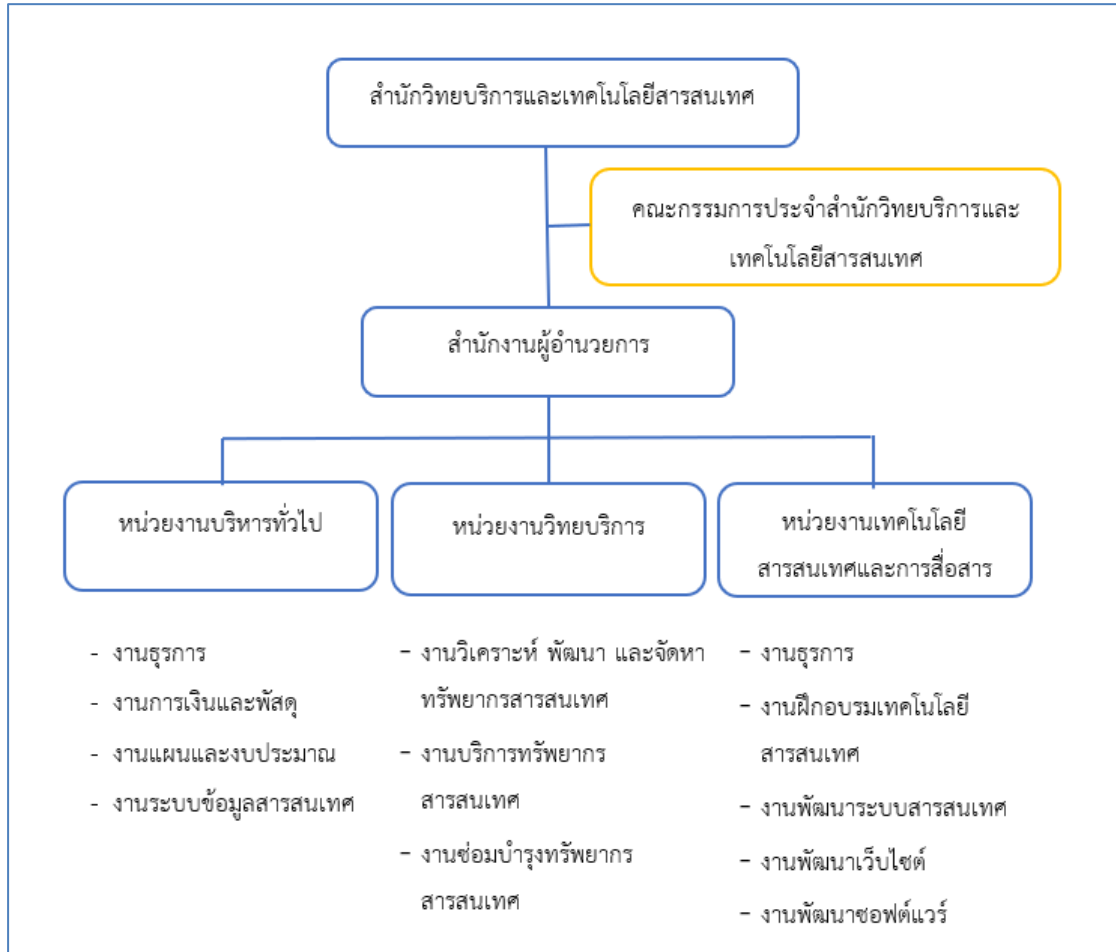 สำนักวิทยบริการและเทคโนโลยีสารสนเทศ
คณะกรรมการประจำสำนักวิทยบริการและ
เทคโนโลยีสารสนเทศ
สำนักงานผู้อำนวยการ
หน่วยงานบริหารทั่วไป
- งานธุรการ
- งานการเงินและพัสดุ
- งานแผนและงบประมาณ
- งานระบบข้อมูลสารสนเทศ
หน่วยงานวิทยบริการ
- งานวิเคราะห์ พัฒนา และจัดหา
ทรัพยากรสารสนเทศ
- งานบริการทรัพยากร
สารสนเทศ
- งานซ่อมบำรุงทรัพยากร
สารสนเทศ
หน่วยงานเทคโนโลยี
สารสนเทศและการสื่อสาร
- งานธุรการ
- งานฝึกอบรมเทคโนโลยี
สารสนเทศ
- งานพัฒนาระบบสารสนเทศ
- งานพัฒนาเว็บไซต์
- งานพัฒนาซอฟต์แวร์